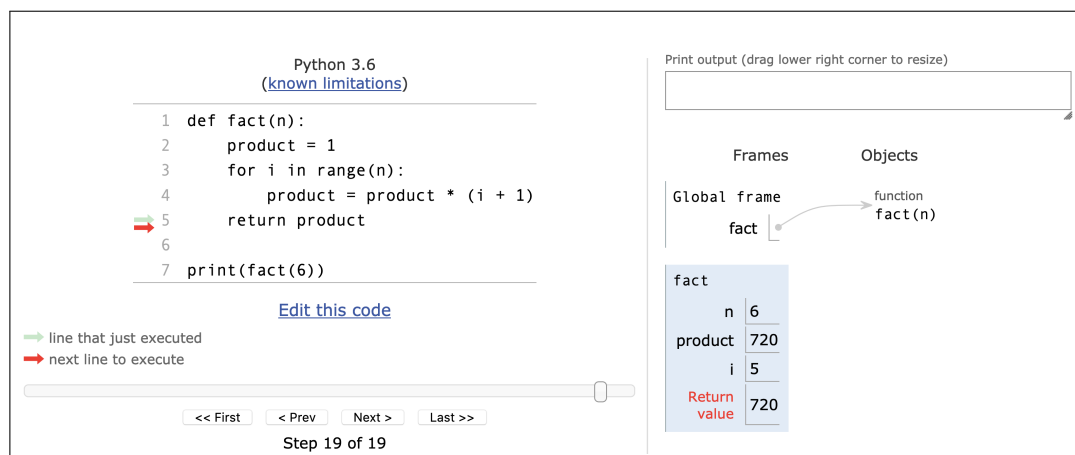 Python 3.6
(known limitations)
1 def fact(n):
2     product = 1
3     for i in range(n):
4         product = product * (i + 1)
5     return product
6
7 print(fact(6))
Edit this code
line that just executed
next line to execute
<< First < Prev Next > Last >>
Step 19 of 19
Print output (drag lower right corner to resize)
Frames Objects
Global frame
fact
function
fact(n)
fact
n 6
product 720
i 5
Return
value 720